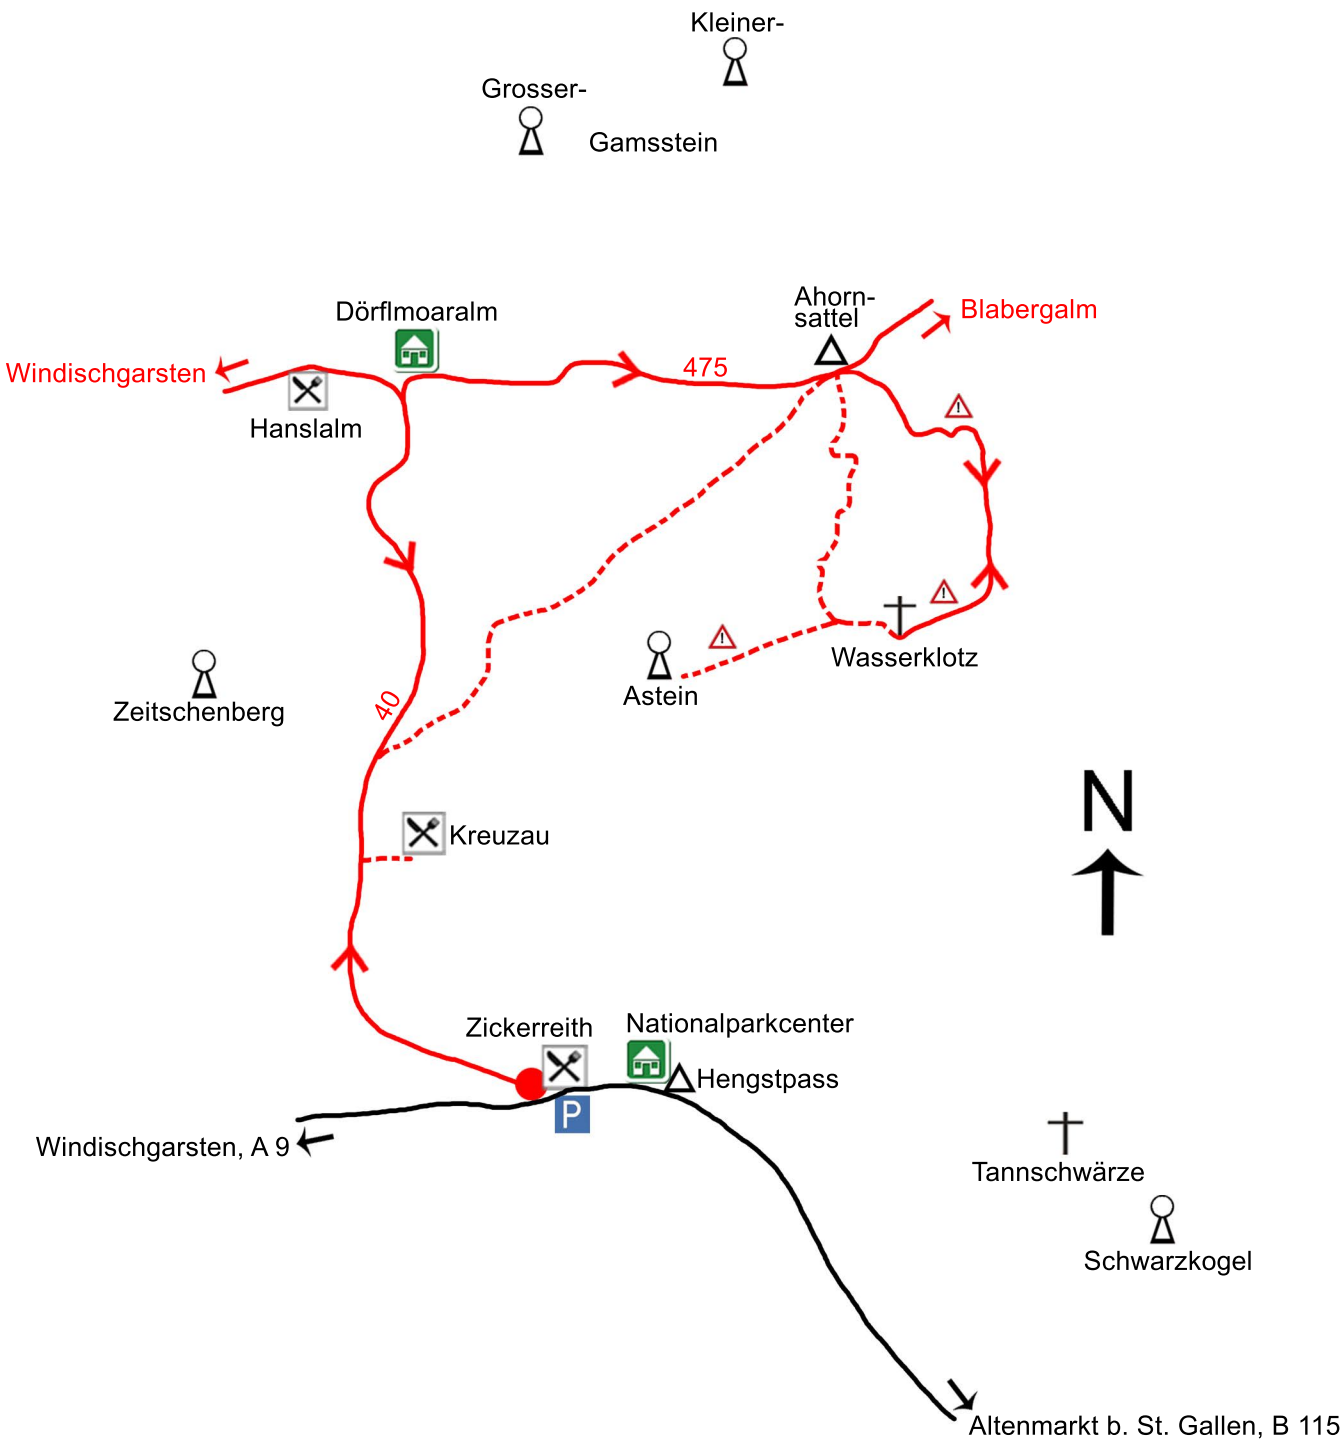 Kleiner-
Grosser-
Gamsstein
Dörflmoaralm
Ahorn-
sattel
Blabergalm
Windischgarsten
475
Hanslalm
Wasserklotz
Astein
Zeitschenberg
40
N
Kreuzau
Zickerreith
Nationalparkcenter
Hengstpass
P
Windischgarsten, A 9
Tannschwärze
Schwarzkogel
Altenmarkt b. St. Gallen, B 115